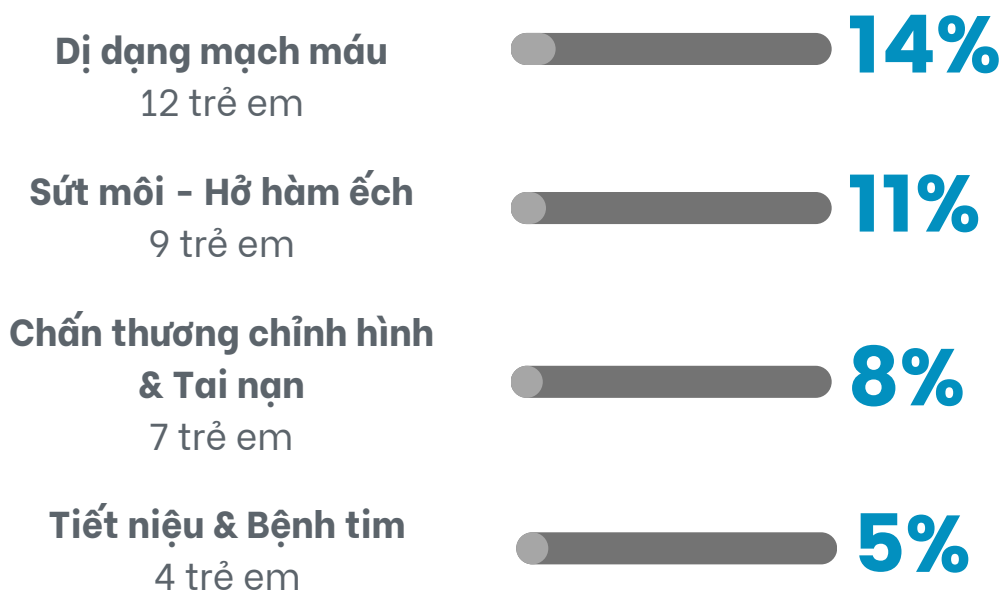 Dị dạng mạch máu
12 trẻ em
14%
Sứt môi - Hở hàm ếch
9 trẻ em
11%
Chấn thương chỉnh hình
& Tai nạn
7 trẻ em
8%
Tiết niệu & Bệnh tim
4 trẻ em
5%